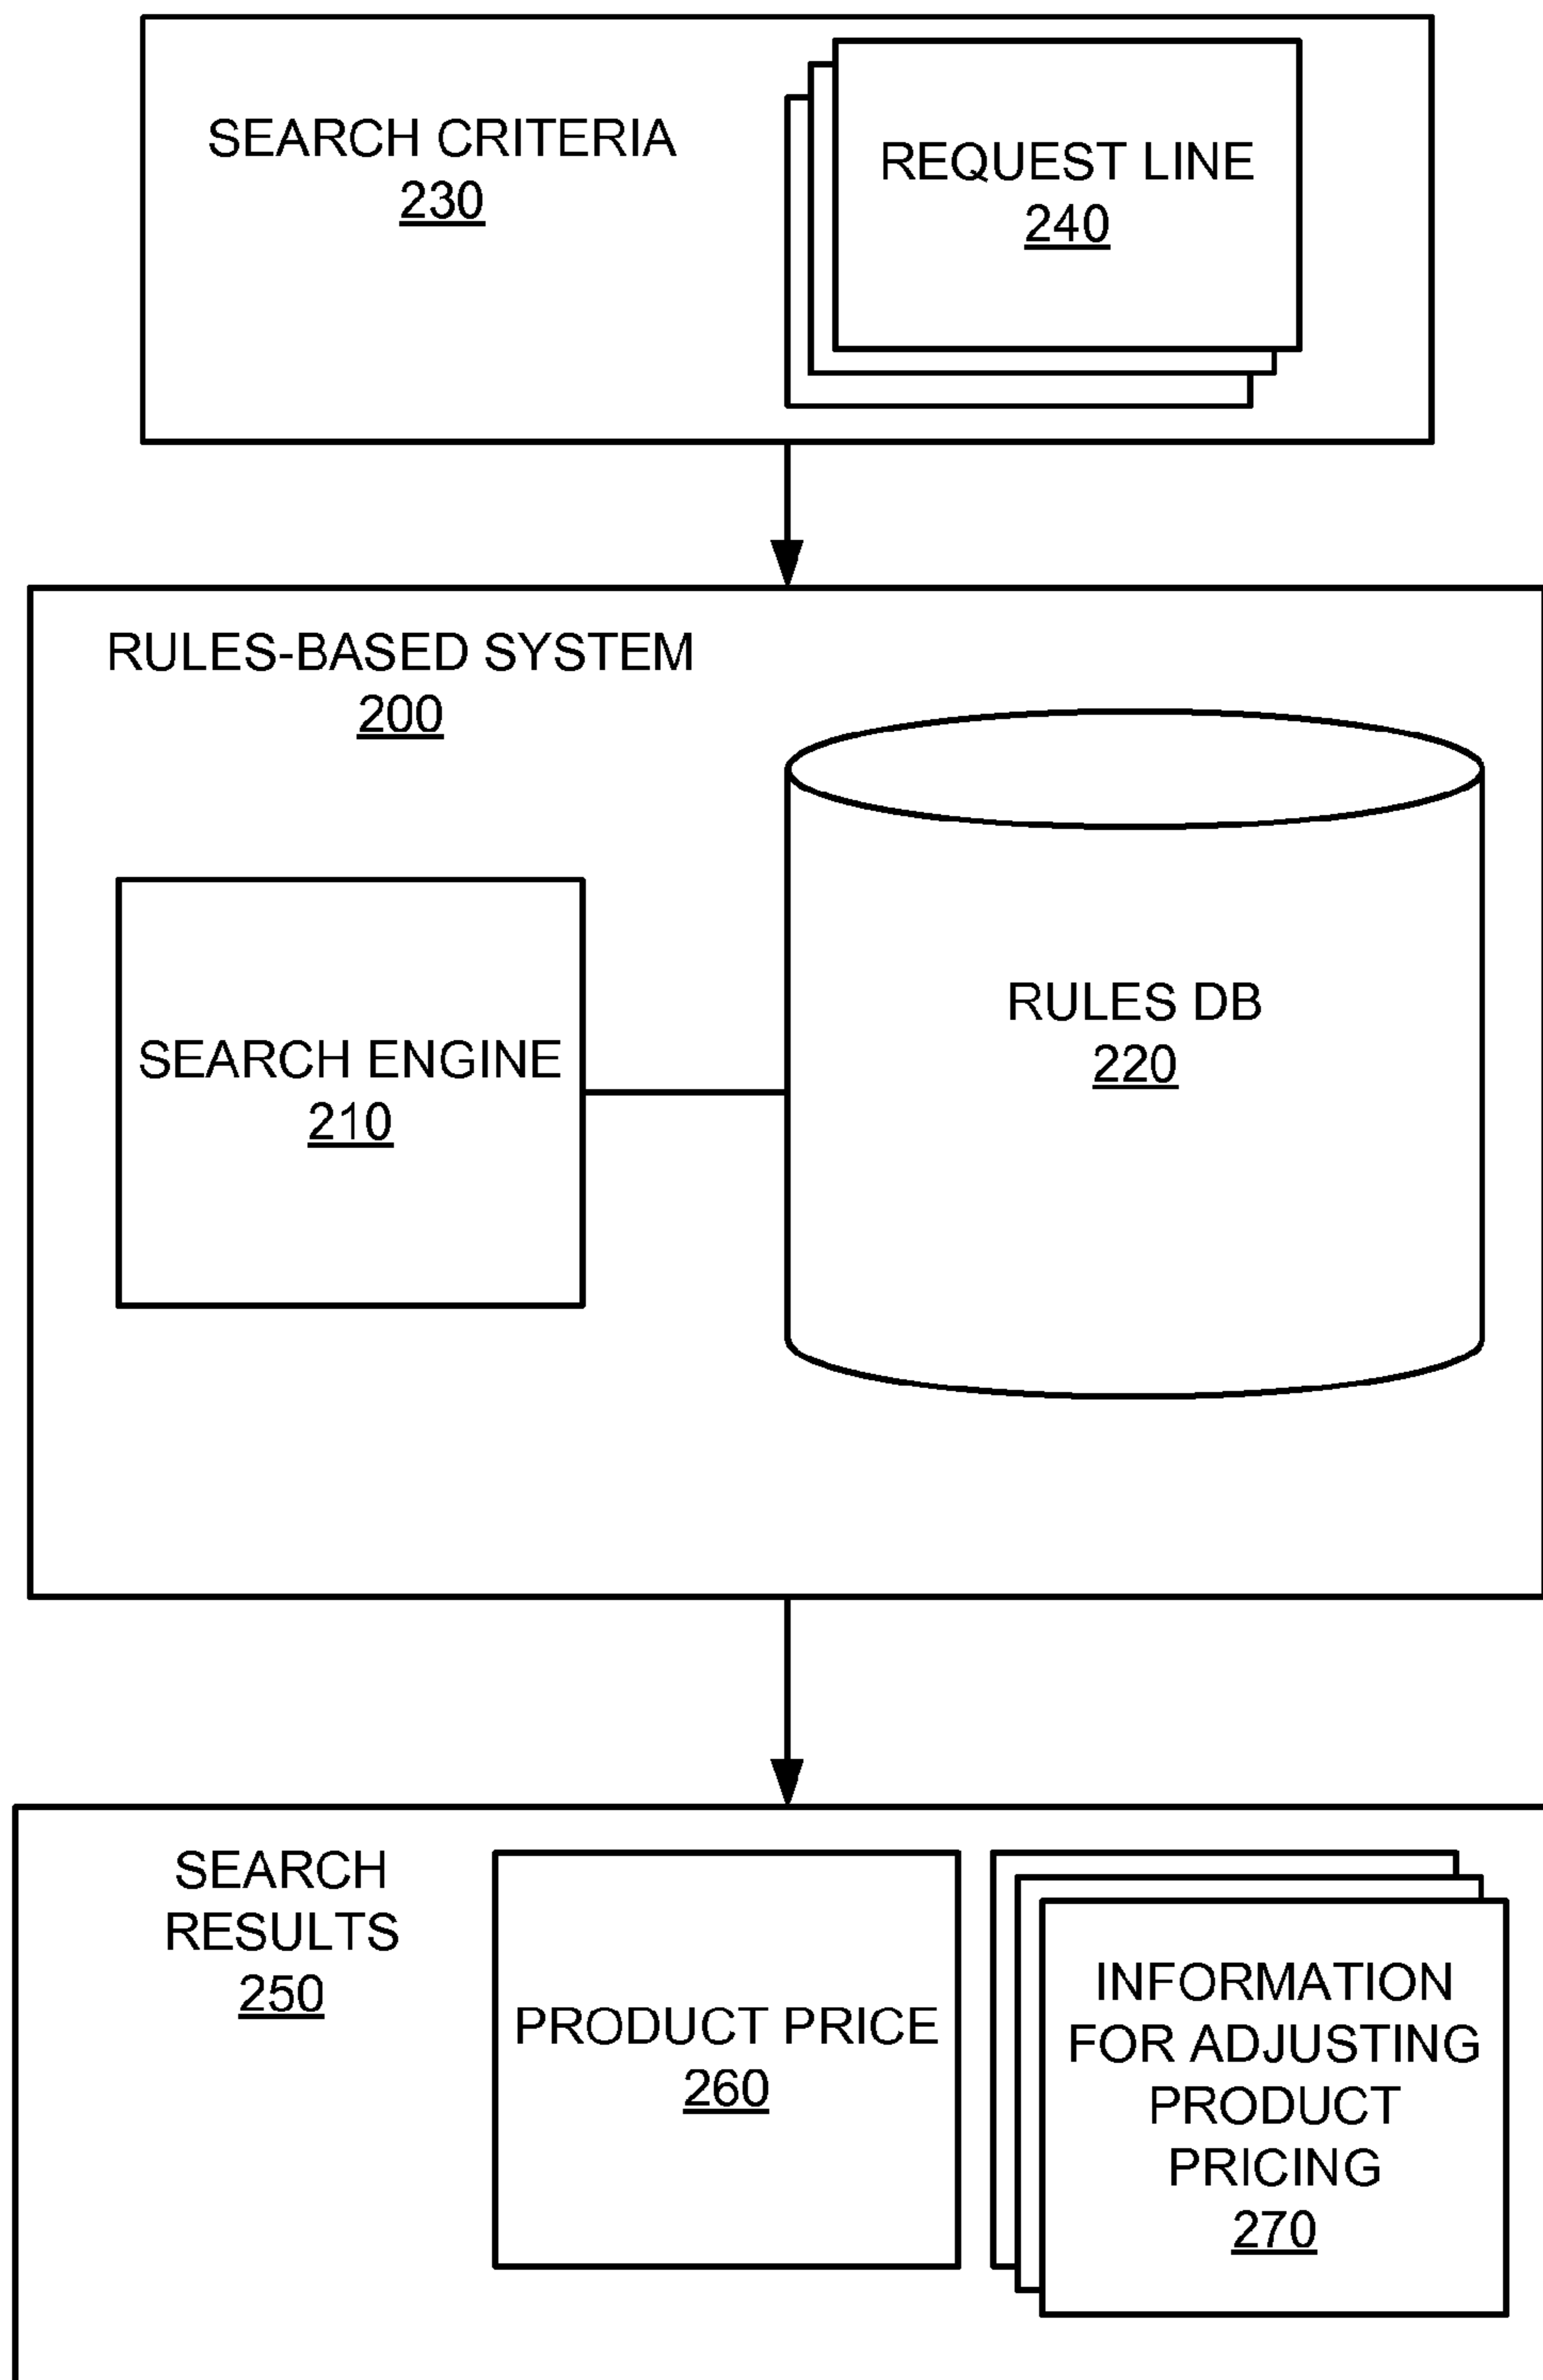 SEARCH CRITERIA
230
REQUEST LINE
240
RULES-BASED SYSTEM
200
RULES DB
220
SEARCH ENGINE
210
SEARCH
RESULTS
250
PRODUCT PRICE
260
INFORMATION
FOR ADJUSTING
PRODUCT
PRICING
270